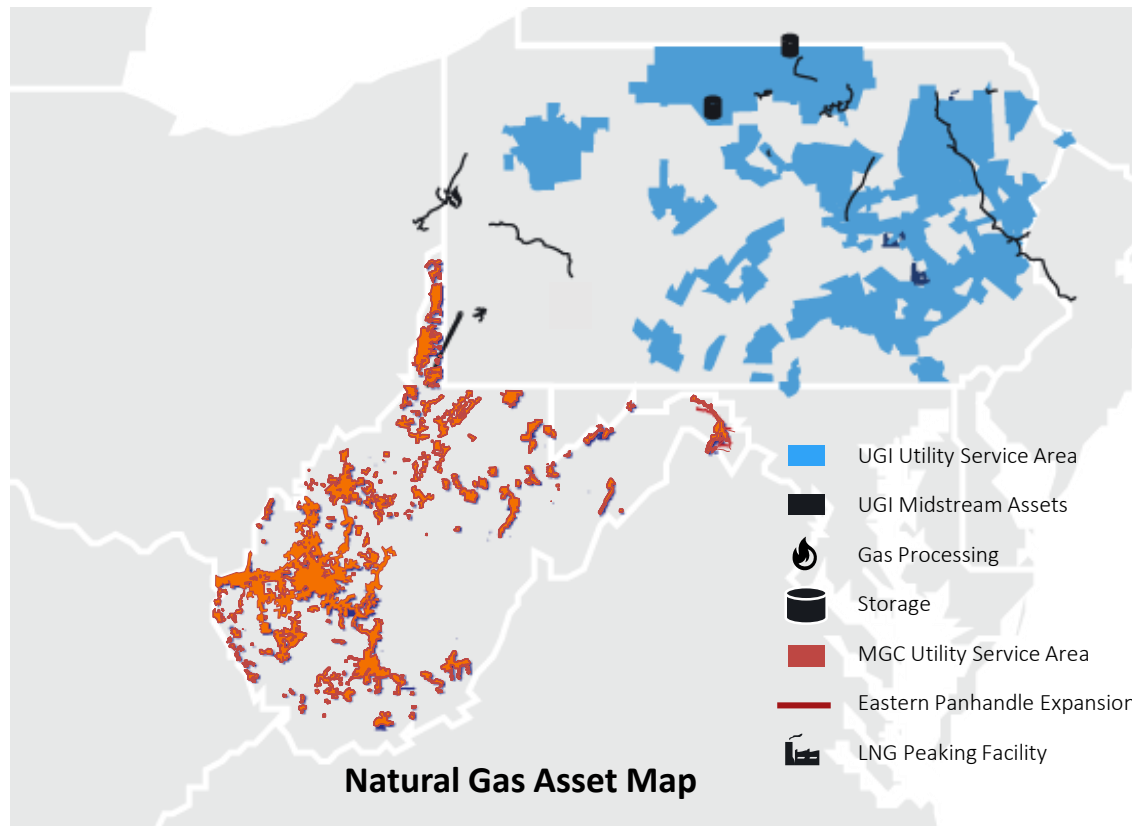 UGI Utility Service Area
UGI Midstream Assets
Gas Processing
Storage
MGC Utility Service Area
Eastern Panhandle Expansion
LNG Peaking Facility
Natural Gas Asset Map